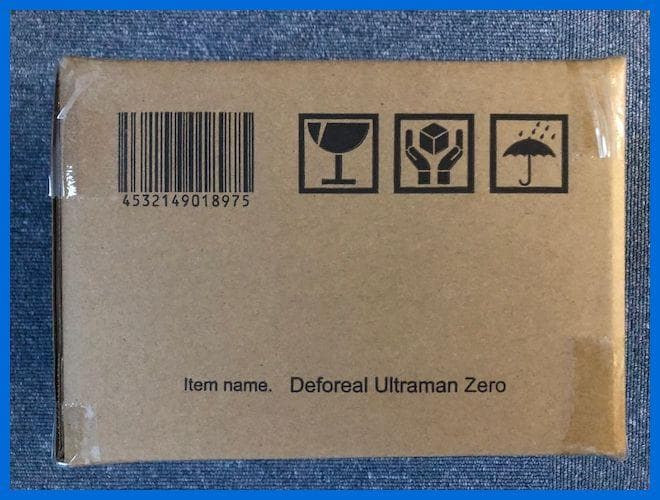 4532149018975
Item name. Deforeal Ultraman Zero